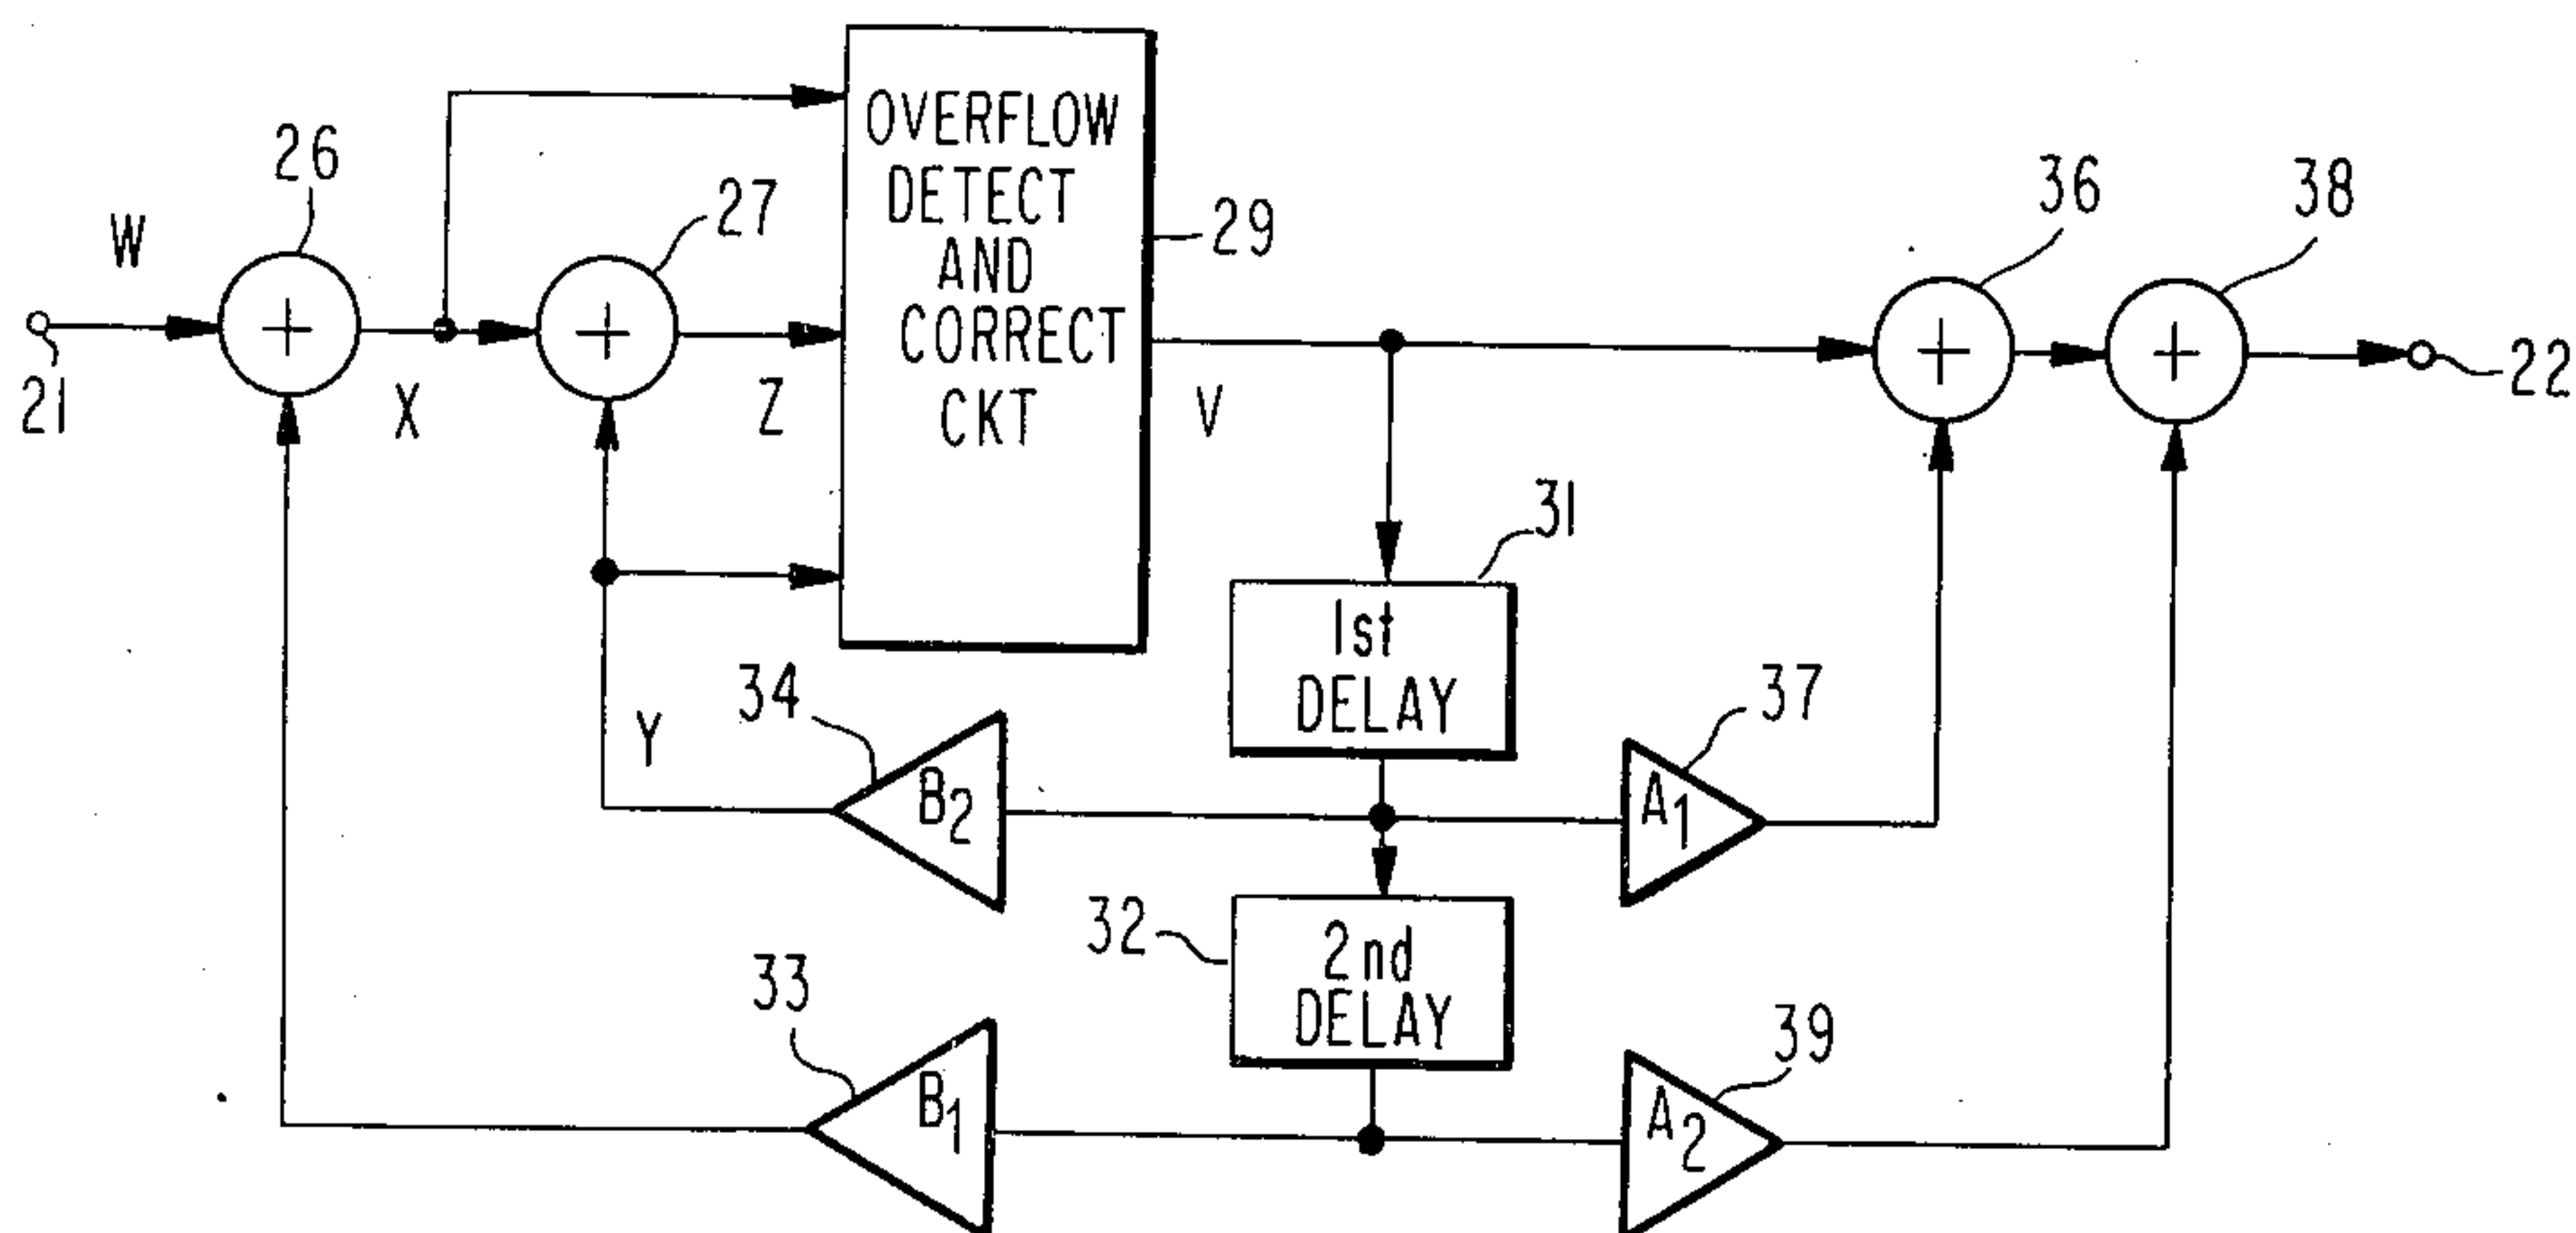 OVERFLOW
DETECT
AND
CORRECT
CKT
26
27
29
36
38
W
21
X
Z
V
22
31
1st
DELAY
34
Y
B2
37
A1
32
2nd
DELAY
33
B1
39
A2